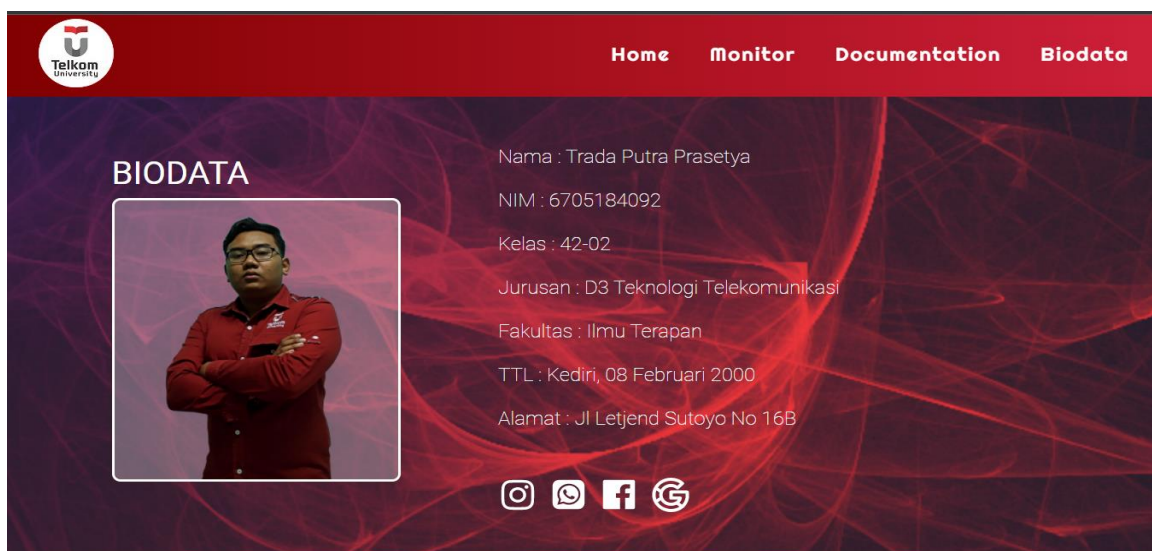 Telkom
University
Home Monitor Documentation Biodata
BIODATA
Nama : Trada Putra Prasetya
NIM : 6705184092
Kelas : 42-02
Jurusan : D3 Teknologi Telekomunikasi
Fakultas : Ilmu Terapan
TTL : Kediri, 08 Februari 2000
Alamat : Jl Letjend Sutoyo No 16B